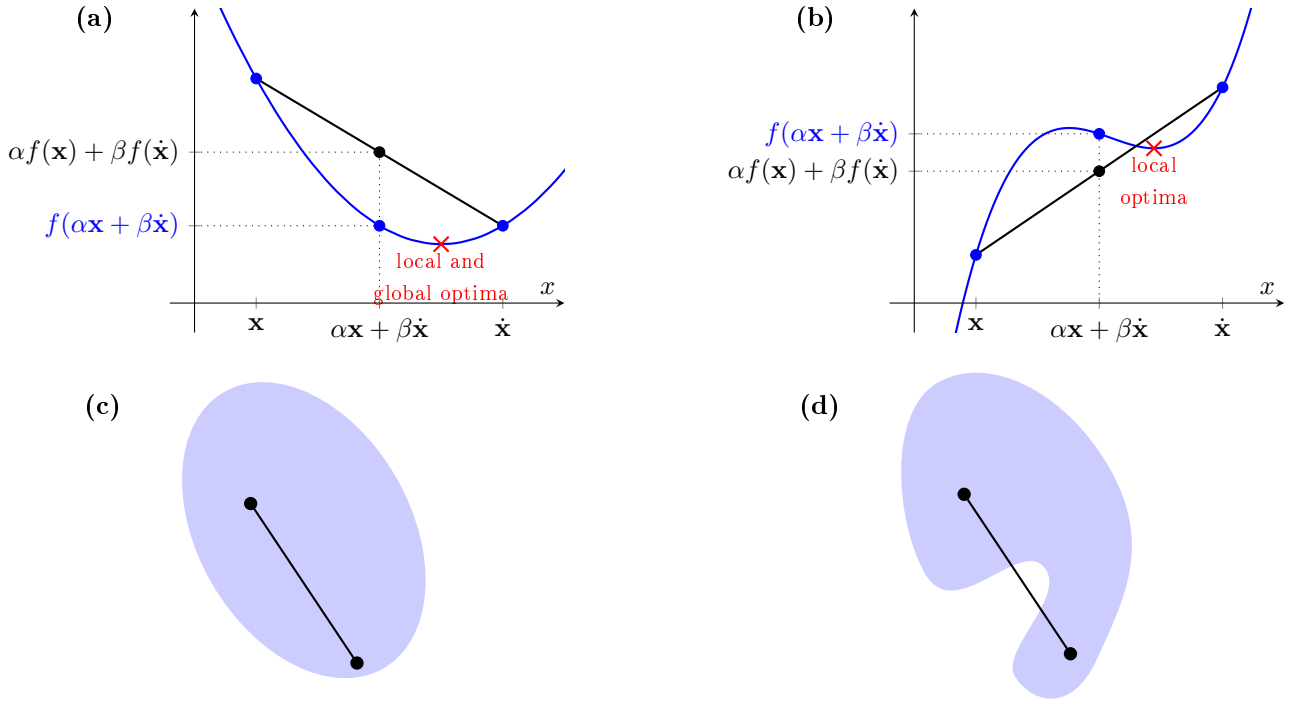 (a)
αf(𝐱) + βf(𝐱̇)
f(α𝐱 + β𝐱̇)
local and
global optima
x
𝐱
α𝐱 + β𝐱̇
𝐱̇
(b)
f(α𝐱 + β𝐱̇)
αf(𝐱) + βf(𝐱̇)
local
optima
x
𝐱
α𝐱 + β𝐱̇
𝐱̇
(c)
(d)